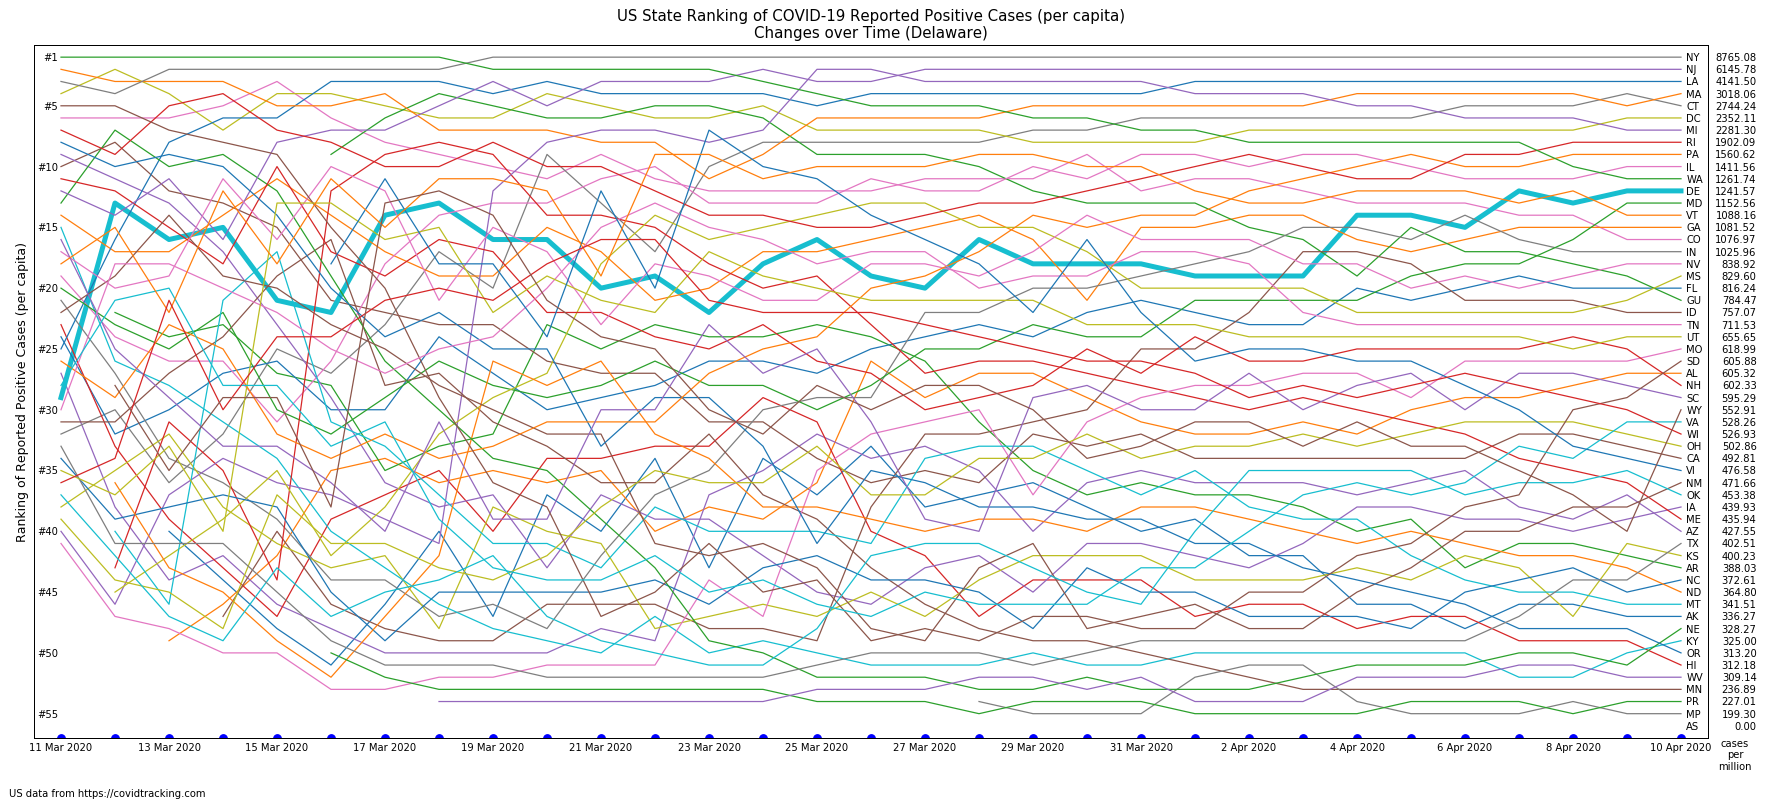 US State Ranking of COVID-19 Reported Positive Cases (per capita)
Changes over Time (Delaware)
Ranking of Reported Positive Cases (per capita)
#1
#5
#10
#15
#20
#25
#30
#35
#40
#45
#50
#55
NY 8765.08
NJ 6145.78
LA 4141.50
MA 3018.06
CT 2744.24
DC 2352.11
MI 2281.30
RI 1902.09
PA 1560.62
IL 1411.56
WA 1261.74
DE 1241.57
MD 1152.56
VT 1088.16
GA 1081.52
CO 1076.97
IN 1025.96
NV 838.92
MS 829.60
FL 816.24
GU 784.47
ID 757.07
TN 711.53
UT 655.65
MO 618.99
SD 605.88
AL 605.32
NH 602.33
SC 595.29
WY 552.91
VA 528.26
WI 526.93
OH 502.86
CA 492.81
VI 476.58
NM 471.66
OK 453.38
IA 439.93
ME 435.94
AZ 427.55
TX 402.51
KS 400.23
AR 388.03
NC 372.61
ND 364.80
MT 341.51
AK 336.27
NE 328.27
KY 325.00
OR 313.20
HI 312.18
WV 309.14
MN 236.89
PR 227.01
MP 199.30
AS 0.00
11 Mar 2020 13 Mar 2020 15 Mar 2020 17 Mar 2020 19 Mar 2020 21 Mar 2020 23 Mar 2020 25 Mar 2020 27 Mar 2020 29 Mar 2020 31 Mar 2020 2 Apr 2020 4 Apr 2020 6 Apr 2020 8 Apr 2020 10 Apr 2020
cases
per
million
US data from https://covidtracking.com